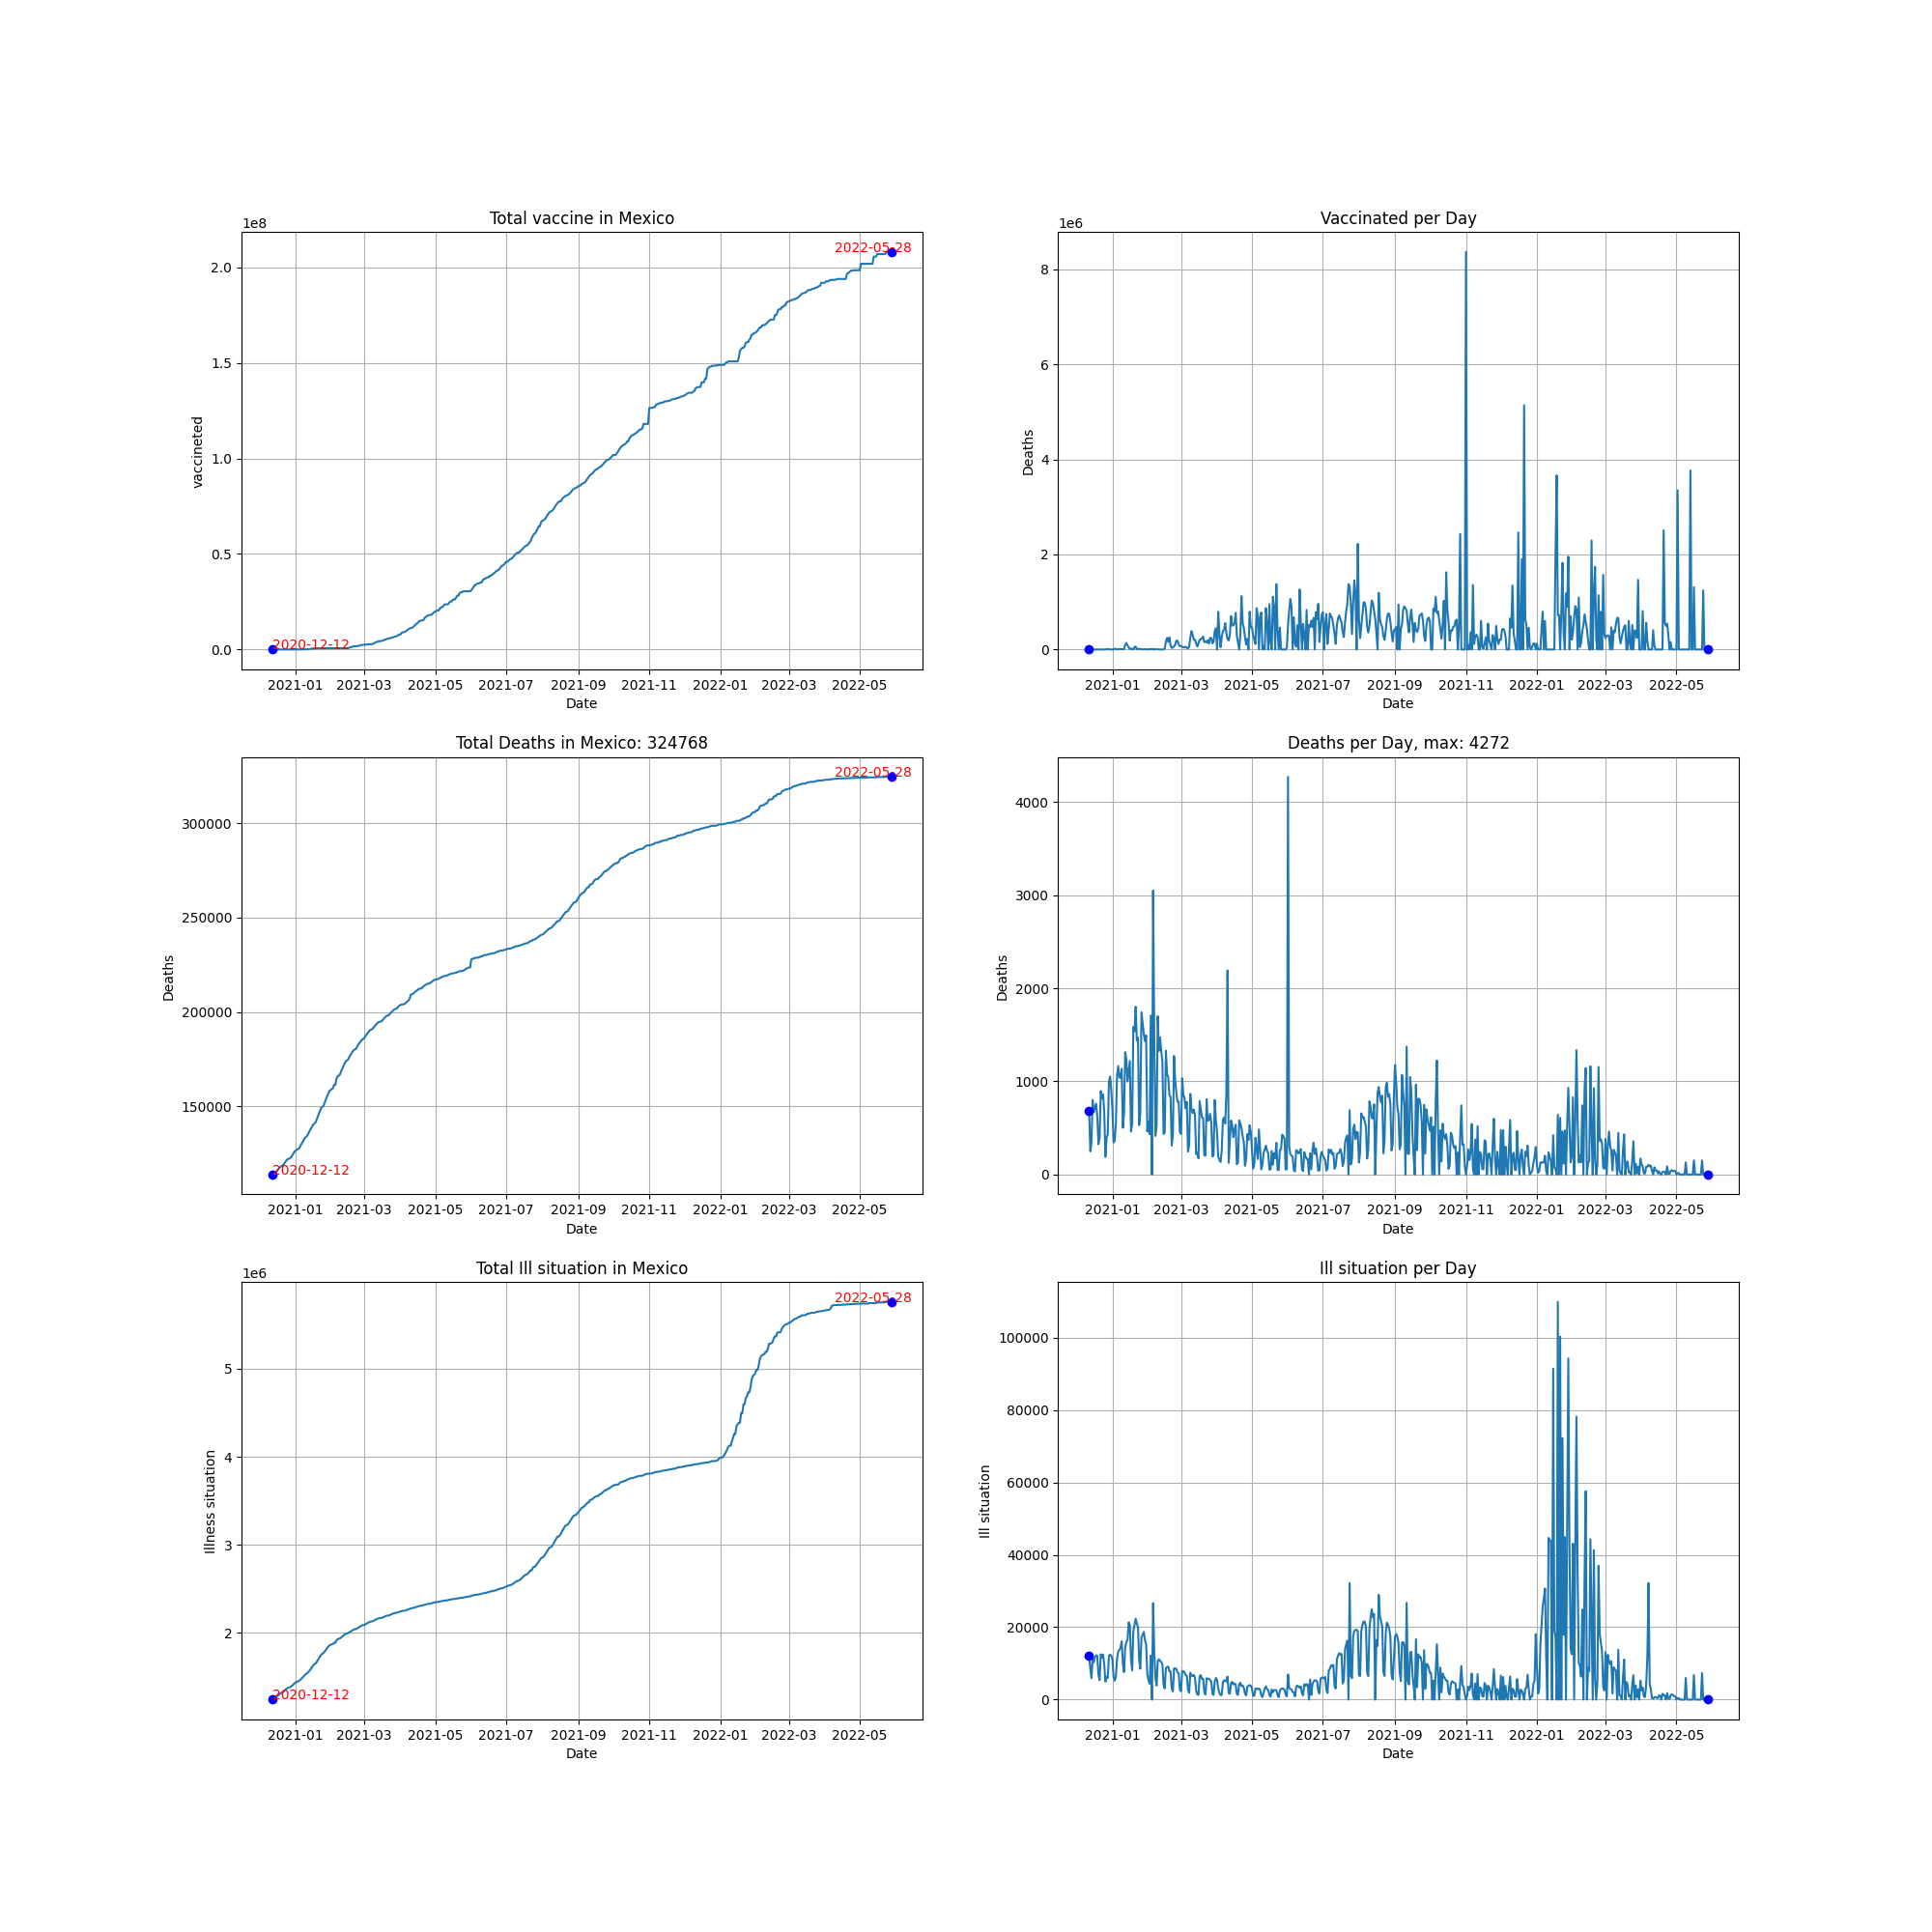 Total vaccine in Mexico
1e8
2.0
1.5
1.0
0.5
0.0
vaccineted
2020-12-12
2022-05-28
2021-01 2021-03 2021-05 2021-07 2021-09 2021-11 2022-01 2022-03 2022-05
Date
Vaccinated per Day
1e6
8
6
4
2
0
Deaths
2021-01 2021-03 2021-05 2021-07 2021-09 2021-11 2022-01 2022-03 2022-05
Date
Total Deaths in Mexico: 324768
300000
250000
200000
150000
Deaths
2020-12-12
2022-05-28
2021-01 2021-03 2021-05 2021-07 2021-09 2021-11 2022-01 2022-03 2022-05
Date
Deaths per Day, max: 4272
4000
3000
2000
1000
0
Deaths
2021-01 2021-03 2021-05 2021-07 2021-09 2021-11 2022-01 2022-03 2022-05
Date
Total Ill situation in Mexico
1e6
5
4
3
2
Illness situation
2020-12-12
2022-05-28
2021-01 2021-03 2021-05 2021-07 2021-09 2021-11 2022-01 2022-03 2022-05
Date
Ill situation per Day
100000
80000
60000
40000
20000
0
Ill situation
2021-01 2021-03 2021-05 2021-07 2021-09 2021-11 2022-01 2022-03 2022-05
Date